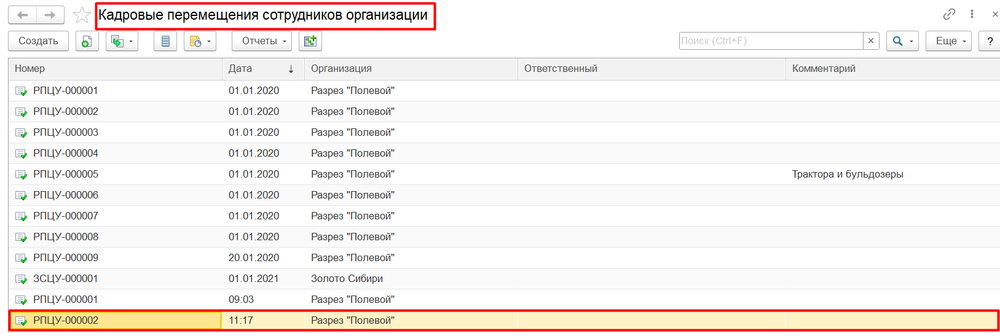 Кадровые перемещения сотрудников организации
Создать Отчеты Поиск (Ctrl+F) × Еще ?
Номер Дата ↓ Организация Ответственный Комментарий
РПЦУ-000001 01.01.2020 Разрез "Полевой"
РПЦУ-000002 01.01.2020 Разрез "Полевой"
РПЦУ-000003 01.01.2020 Разрез "Полевой"
РПЦУ-000004 01.01.2020 Разрез "Полевой"
РПЦУ-000005 01.01.2020 Разрез "Полевой" Трактора и бульдозеры
РПЦУ-000006 01.01.2020 Разрез "Полевой"
РПЦУ-000007 01.01.2020 Разрез "Полевой"
РПЦУ-000008 01.01.2020 Разрез "Полевой"
РПЦУ-000009 20.01.2020 Разрез "Полевой"
ЗСЦУ-000001 01.01.2021 Золото Сибири
РПЦУ-000001 09:03 Разрез "Полевой"
РПЦУ-000002 11:17 Разрез "Полевой"